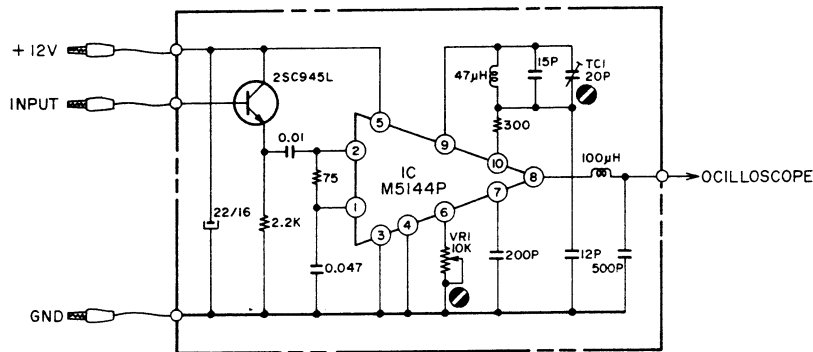 +12V
INPUT
GND
2SC945L
0.01
75
22/16
2.2K
0.047
IC
M5144P
1
2
3
4
5
6
7
8
9
10
VR1
10K
47μH
15P
TC1
20P
300
100μH
200P
12P
500P
OCILLOSCOPE